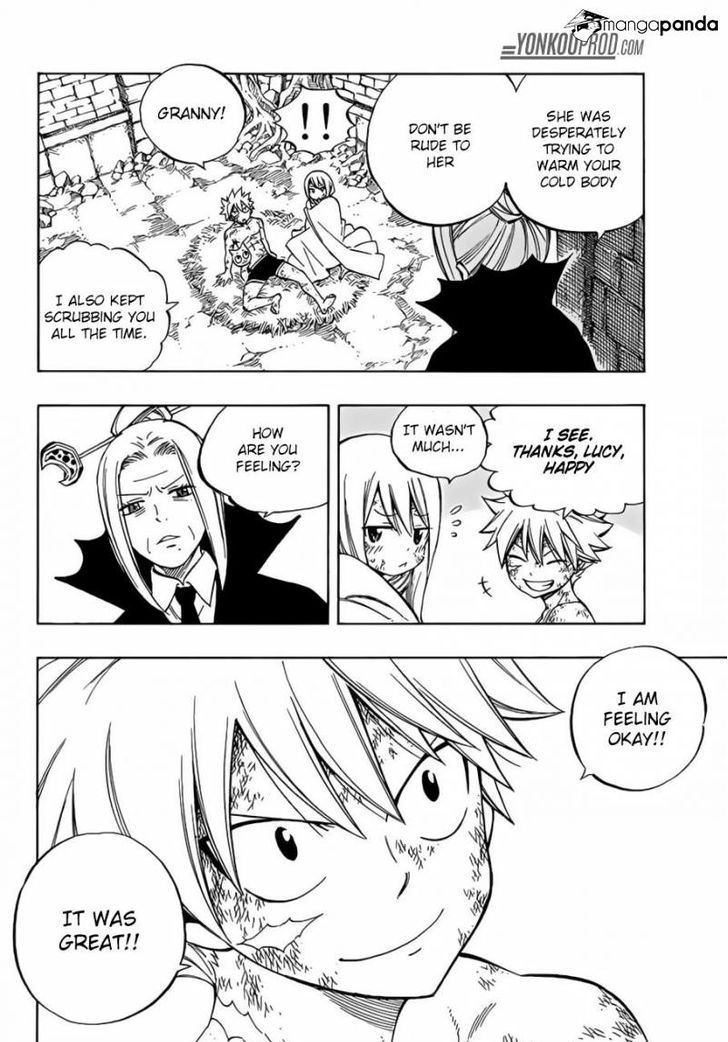 mangapanda
=YONKOUPROD.COM
SHE WAS
DESPERATELY
TRYING TO
WARM YOUR
COLD BODY
DON'T BE
RUDE TO
HER
!!
GRANNY!
I ALSO KEPT
SCRUBBING YOU
ALL THE TIME.
I SEE.
THANKS, LUCY,
HAPPY
IT WASN'T
MUCH...
HOW
ARE YOU
FEELING?
I AM
FEELING
OKAY!!
IT WAS
GREAT!!